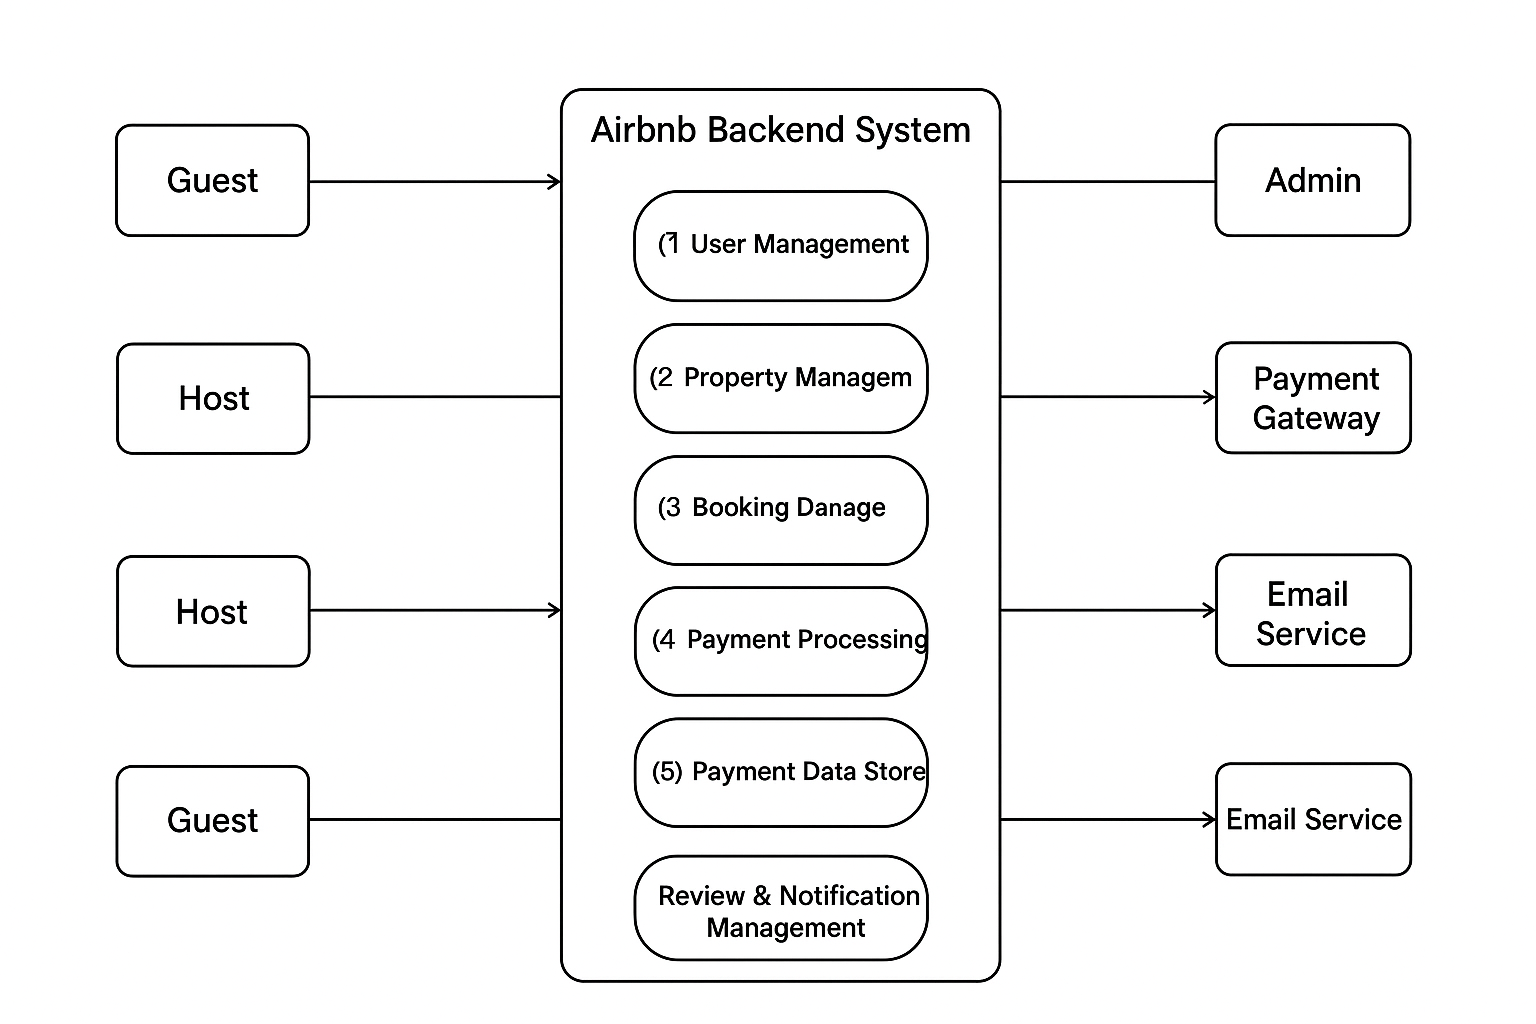 Airbnb Backend System
Guest
Host
Host
Guest
(1 User Management
(2 Property Managem
(3 Booking Danage
(4 Payment Processing
(5) Payment Data Store
Review & Notification
Management
Admin
Payment
Gateway
Email
Service
Email Service